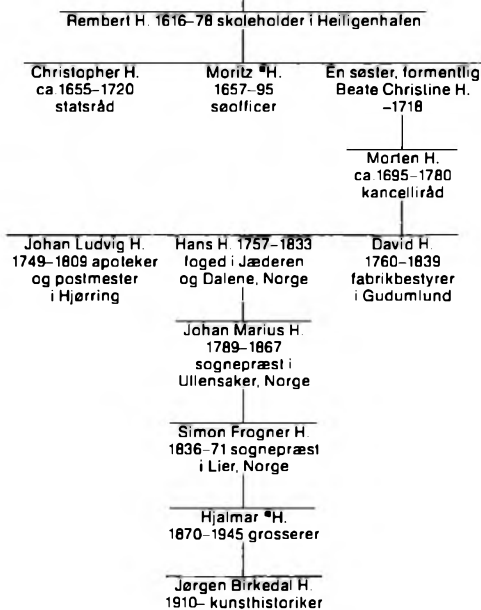 Rembert H. 1616–78 skoleholder i Heiligenhafen
Christopher H.
ca. 1655–1720
statsråd
Moritz *H.
1657–95
søofficer
En søster, formentlig
Beate Christine H.
–1718
Morten H.
ca. 1695–1780
kancelliråd
Johan Ludvig H.
1749–1809 apoteker
og postmester
i Hjørring
Hans H. 1757–1833
foged i Jæderen
og Dalene, Norge
David H.
1760–1839
fabrikbestyrer
i Gudumlund
Johan Marius H.
1789–1867
sognepræst i
Ullensaker, Norge
Simon Frogner H.
1836–71 sognepræst
i Lier, Norge
Hjalmar *H.
1870–1945 grosserer
Jørgen Birkedal H.
1910– kunsthistoriker